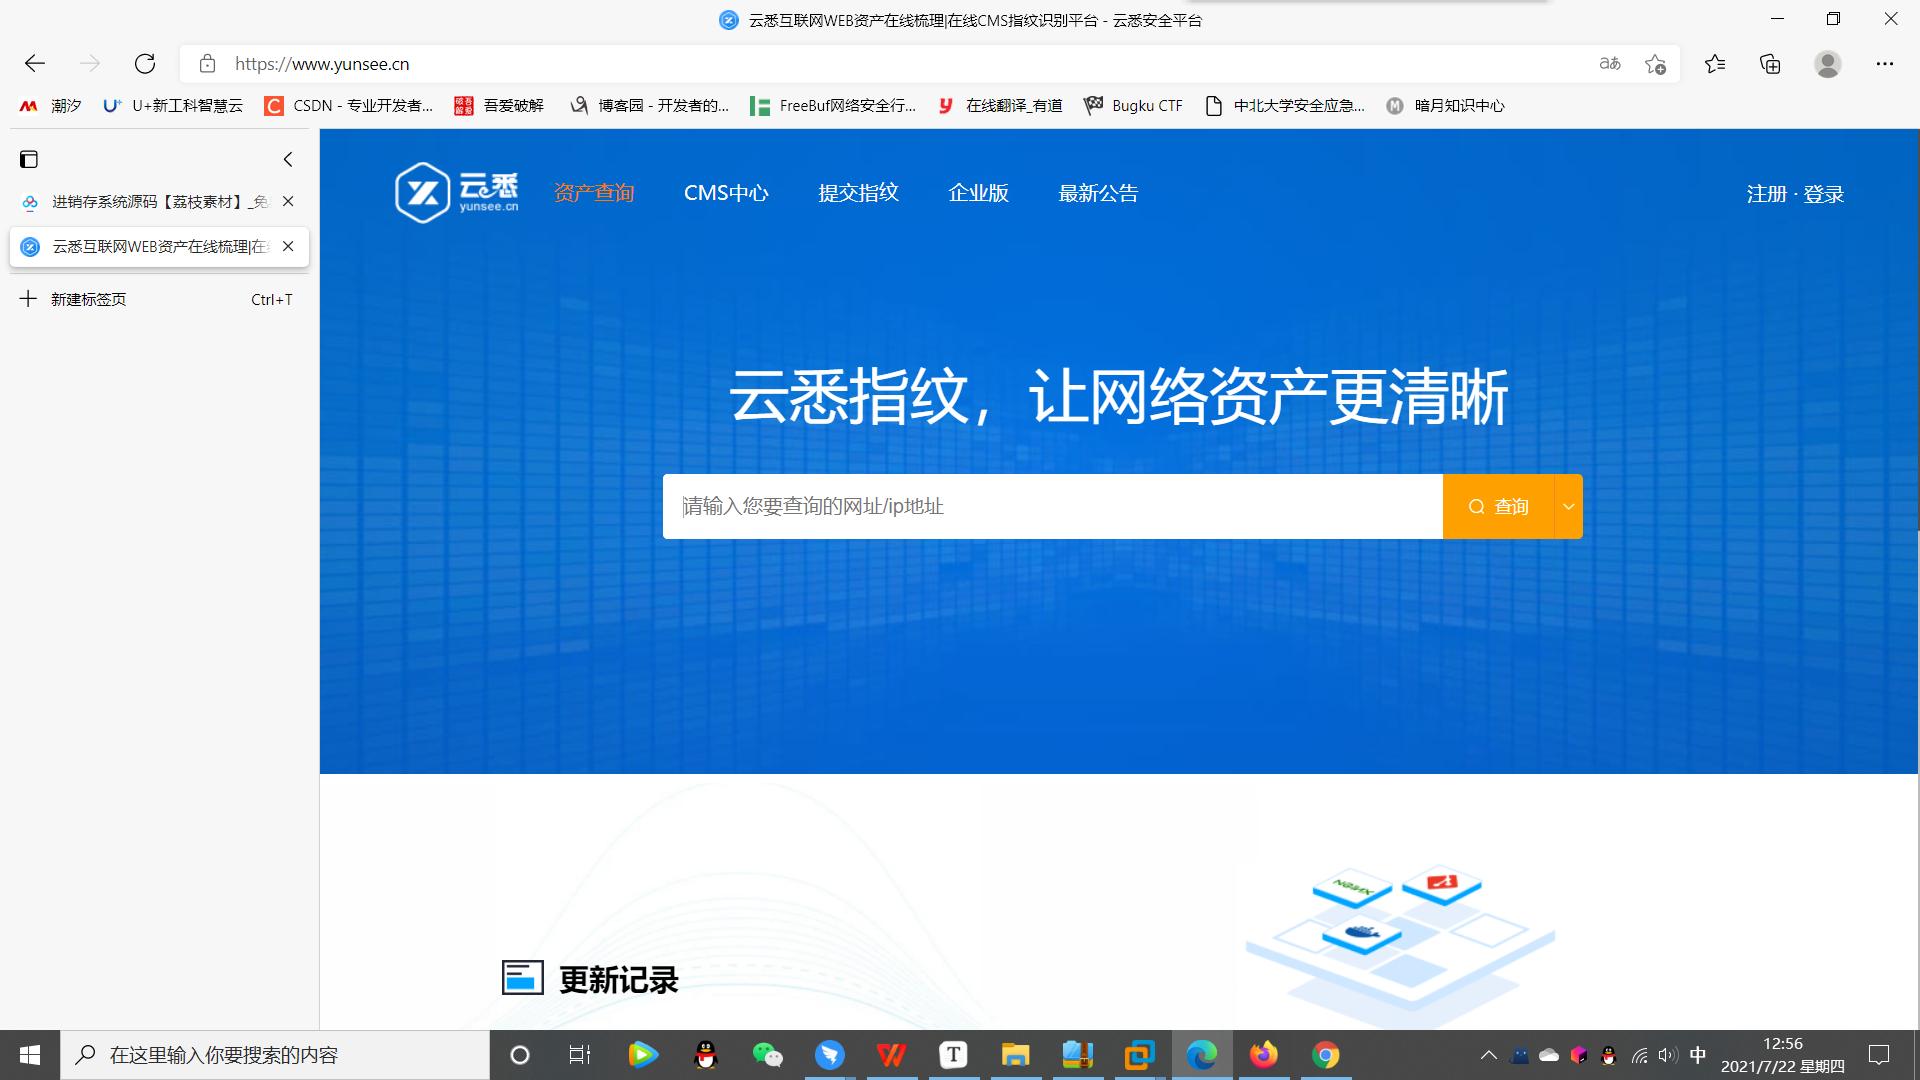 云悉互联网WEB资产在线梳理|在线CMS指纹识别平台 - 云悉安全平台
https://www.yunsee.cn
aあ
潮汐
U+新工科智慧云
CSDN - 专业开发者...
吾爱破解
博客园 - 开发者的...
FreeBuf网络安全行...
在线翻译_有道
Bugku CTF
中北大学安全应急...
暗月知识中心
进销存系统源码【荔枝素材】_免
云悉互联网WEB资产在线梳理|在
新建标签页 Ctrl+T
云悉
yunsee.cn
资产查询
CMS中心
提交指纹
企业版
最新公告
注册 · 登录
云悉指纹，让网络资产更清晰
请输入您要查询的网址/ip地址
查询
NGINX
更新记录
在这里输入你要搜索的内容
中
12:56
2021/7/22 星期四